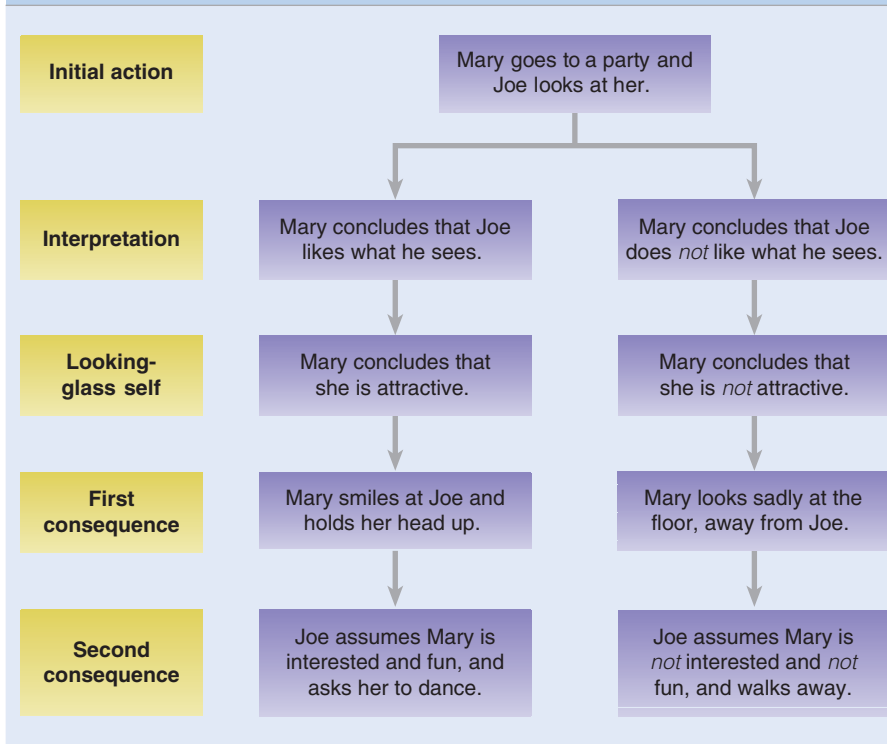 Initial action
Mary goes to a party and
Joe looks at her.
Interpretation
Mary concludes that Joe
likes what he sees.
Mary concludes that Joe
does not like what he sees.
Looking-
glass self
Mary concludes that
she is attractive.
Mary concludes that
she is not attractive.
First
consequence
Mary smiles at Joe and
holds her head up.
Mary looks sadly at the
floor, away from Joe.
Second
consequence
Joe assumes Mary is
interested and fun, and
asks her to dance.
Joe assumes Mary is
not interested and not
fun, and walks away.